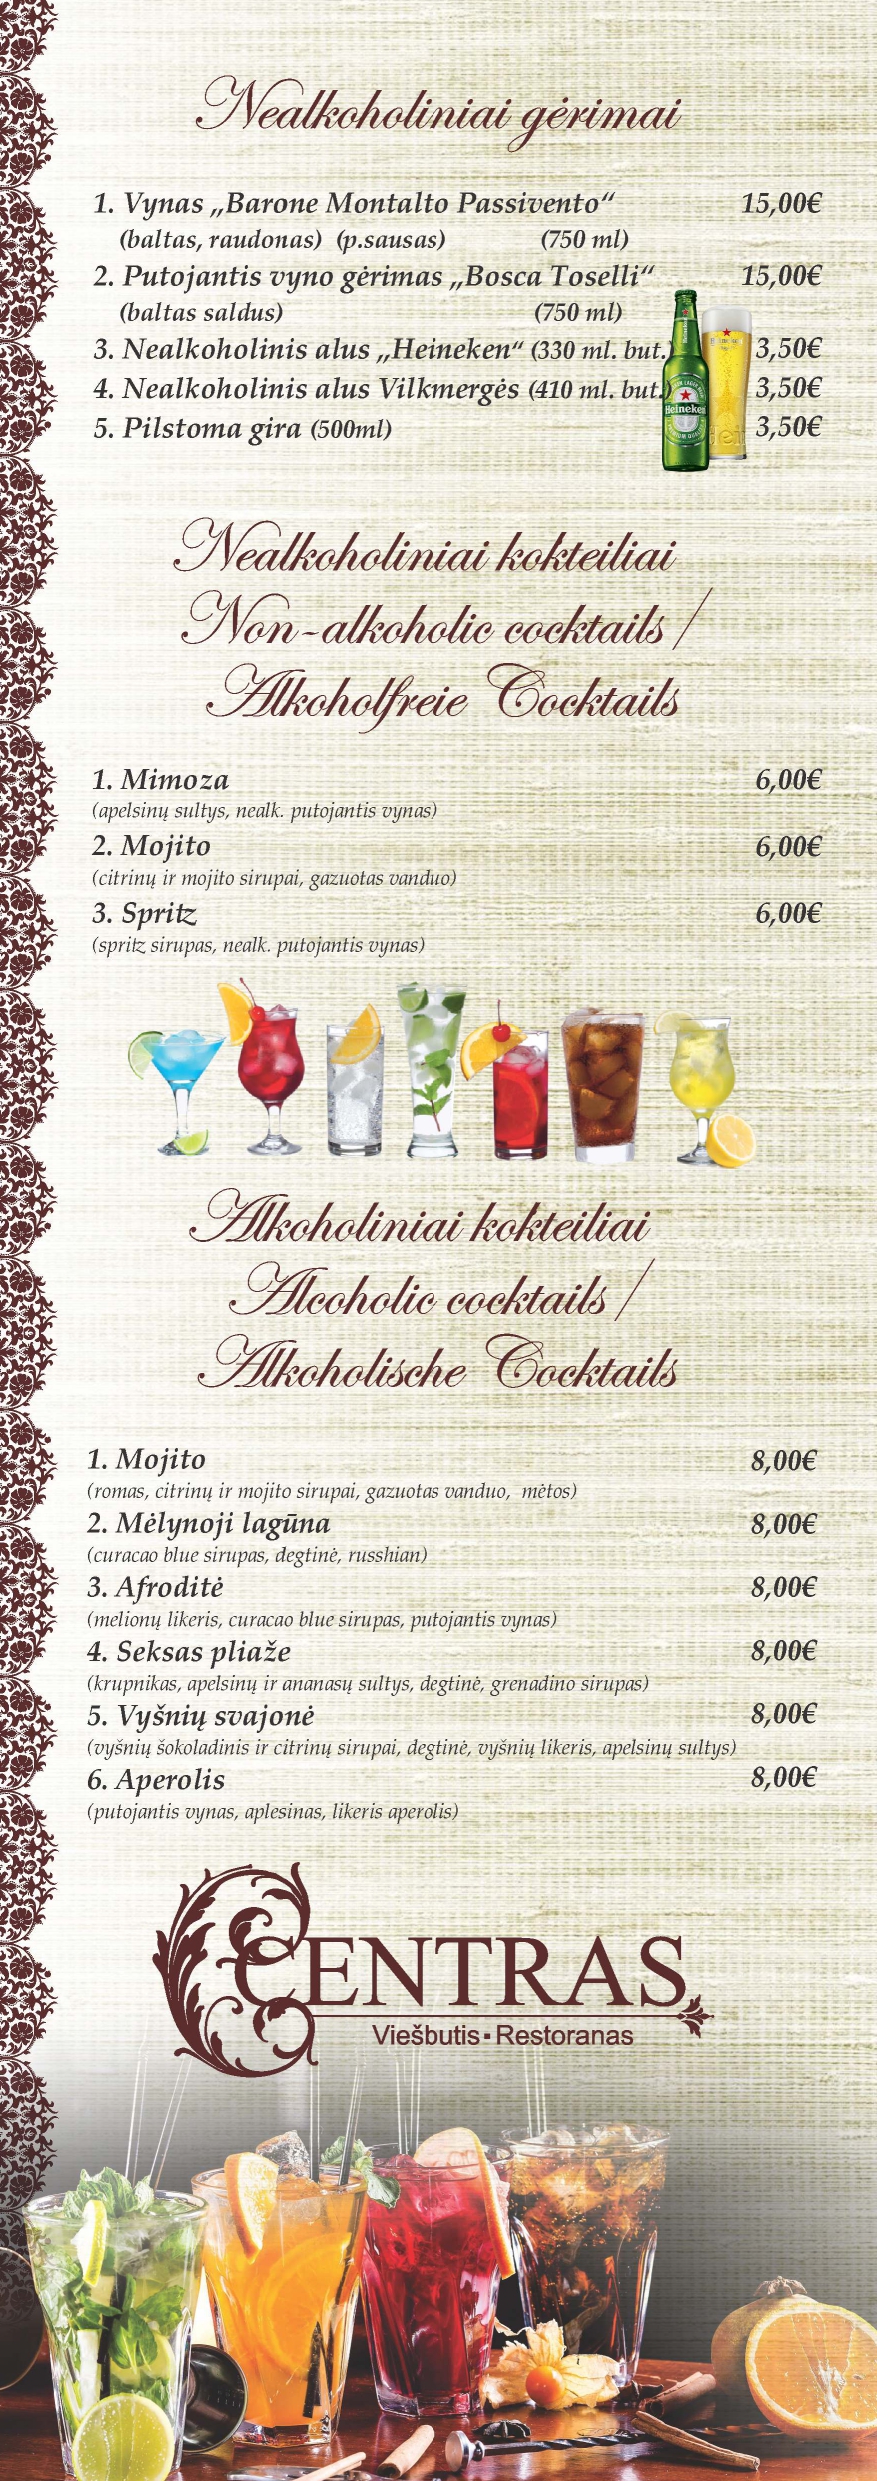 Nealkoholiniai gėrimai
1. Vynas „Barone Montalto Passivento“ 15,00€
(baltas, raudonas) (p.sausas) (750 ml)
2. Putojantis vyno gėrimas „Bosca Toselli“ 15,00€
(baltas saldus) (750 ml)
3. Nealkoholinis alus „Heineken“ (330 ml. but.) 3,50€
4. Nealkoholinis alus Vilkmergės (410 ml. but.) 3,50€
5. Pilstoma gira (500ml) 3,50€
Heineken
Nealkoholiniai kokteiliai
Non-alkoholic cocktails /
Alkoholfreie Cocktails
1. Mimoza 6,00€
(apelsinų sultys, nealk. putojantis vynas)
2. Mojito 6,00€
(citrinų ir mojito sirupai, gazuotas vanduo)
3. Spritz 6,00€
(spritz sirupas, nealk. putojantis vynas)
Alkoholiniai kokteiliai
Alcoholic cocktails /
Alkoholische Cocktails
1. Mojito 8,00€
(romas, citrinų ir mojito sirupai, gazuotas vanduo, mėtos)
2. Mėlynoji lagūna 8,00€
(curacao blue sirupas, degtinė, russhian)
3. Afroditė 8,00€
(melionų likeris, curacao blue sirupas, putojantis vynas)
4. Seksas pliaže 8,00€
(krupnikas, apelsinų ir ananasų sultys, degtinė, grenadino sirupas)
5. Vyšnių svajonė 8,00€
(vyšnių šokoladinis ir citrinų sirupai, degtinė, vyšnių likeris, apelsinų sultys)
6. Aperolis 8,00€
(putojantis vynas, aplesinas, likeris aperolis)
CENTRAS
Viešbutis▪Restoranas